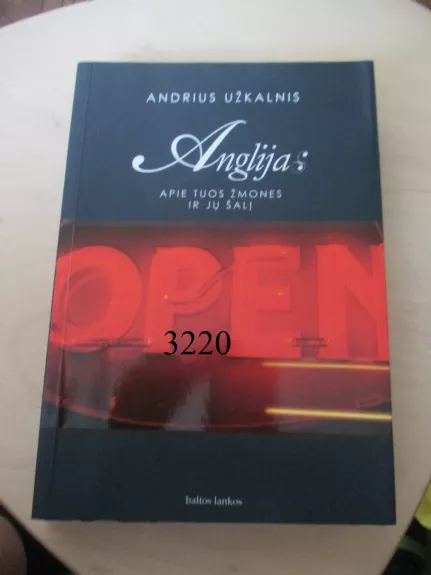 ANDRIUS UŽKALNIS
Anglija
APIE TUOS ŽMONES
IR JŲ ŠALĮ
OPEN
3220
baltos lankos